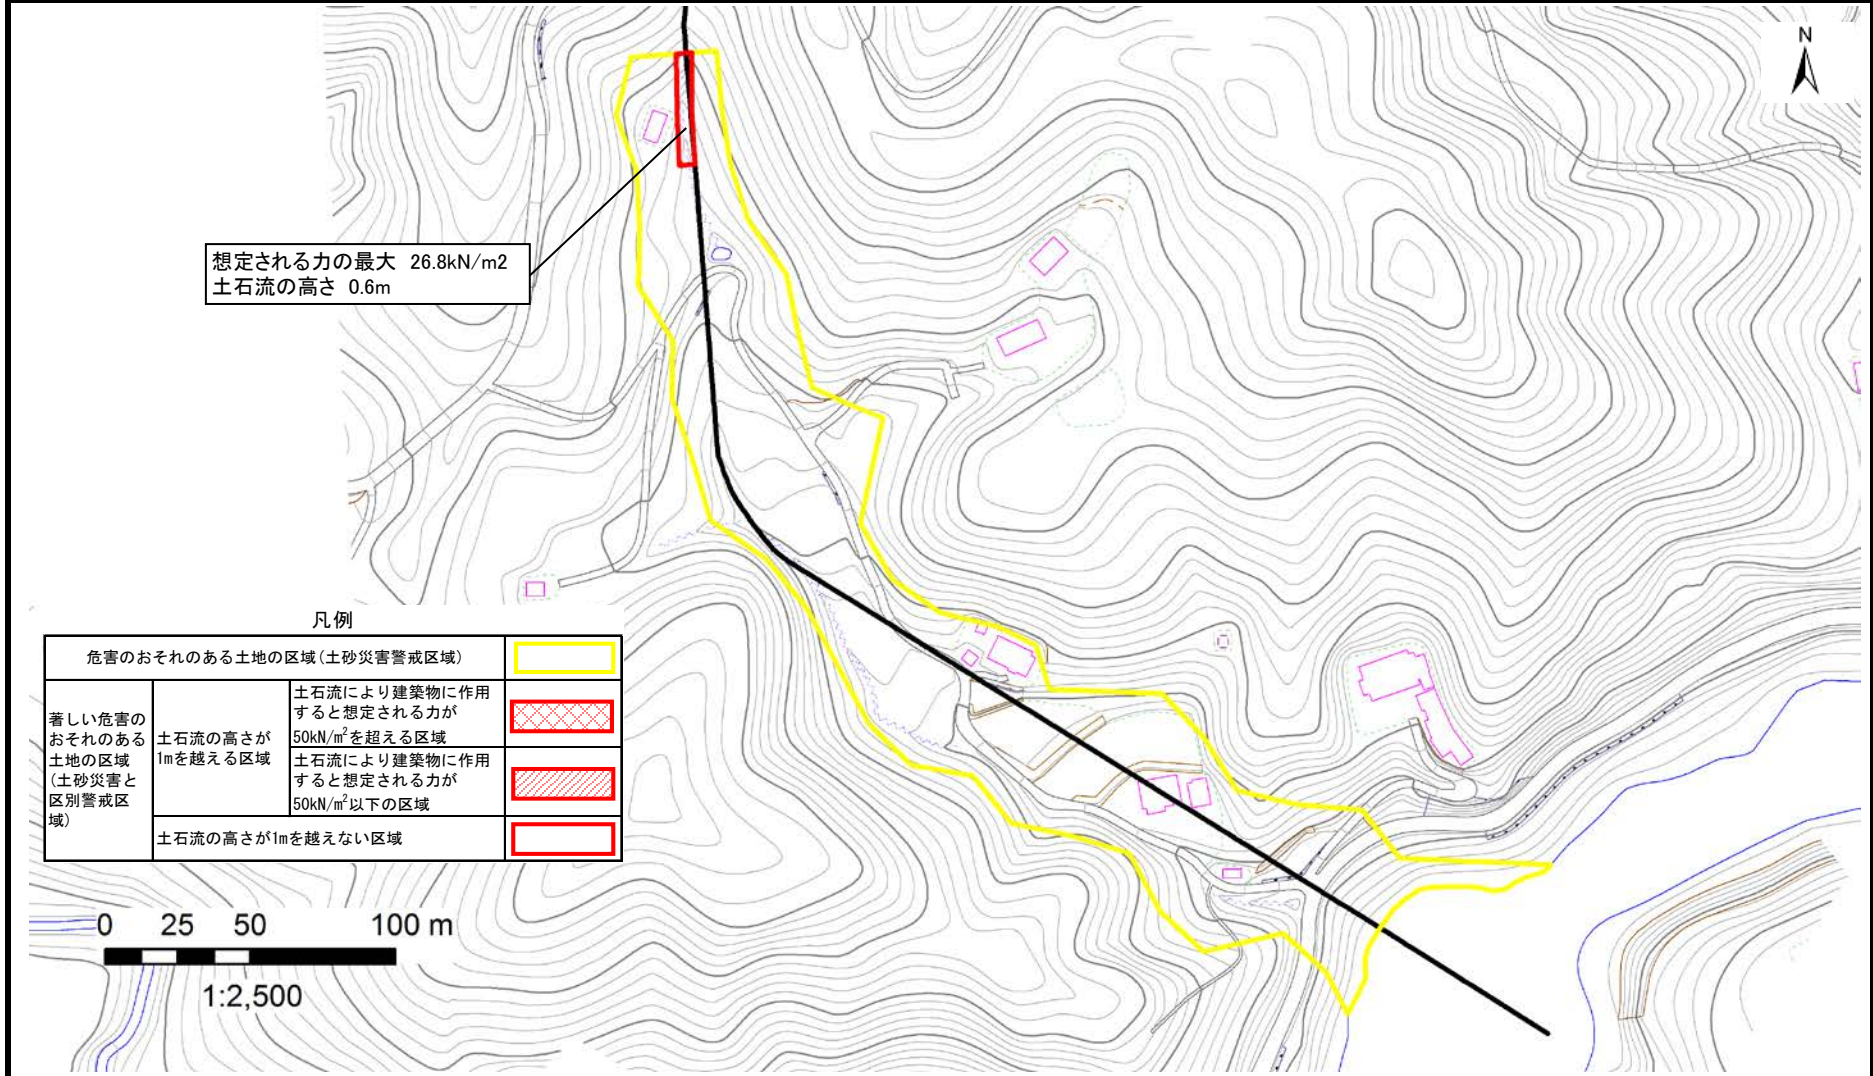 N
想定される力の最大 26.8kN/m2
土石流の高さ 0.6m
凡例
危害のおそれのある土地の区域(土砂災害警戒区域)
著しい危害の
おそれのある
土地の区域
(土砂災害と
区別警戒区
域)
土石流の高さが
1mを越える区域
土石流により建築物に作用
すると想定される力が
50kN/m²を超える区域
土石流により建築物に作用
すると想定される力が
50kN/m²以下の区域
土石流の高さが1mを越えない区域
0 25 50 100 m
1:2,500